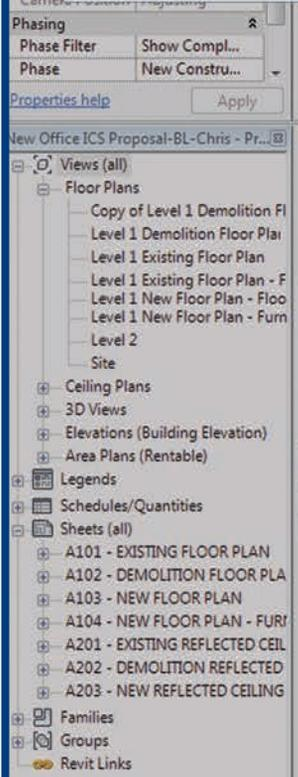 Camera Position Adjusting
Phasing
Phase Filter Show Compl...
Phase New Constru...
Properties help Apply
New Office ICS Proposal-BL-Chris - Pr...
Views (all)
Floor Plans
Copy of Level 1 Demolition Fl
Level 1 Demolition Floor Plan
Level 1 Existing Floor Plan
Level 1 Existing Floor Plan - F
Level 1 New Floor Plan - Floo
Level 1 New Floor Plan - Furn
Level 2
Site
Ceiling Plans
3D Views
Elevations (Building Elevation)
Area Plans (Rentable)
Legends
Schedules/Quantities
Sheets (all)
A101 - EXISTING FLOOR PLAN
A102 - DEMOLITION FLOOR PLA
A103 - NEW FLOOR PLAN
A104 - NEW FLOOR PLAN - FURN
A201 - EXISTING REFLECTED CEIL
A202 - DEMOLITION REFLECTED
A203 - NEW REFLECTED CEILING
Families
Groups
Revit Links